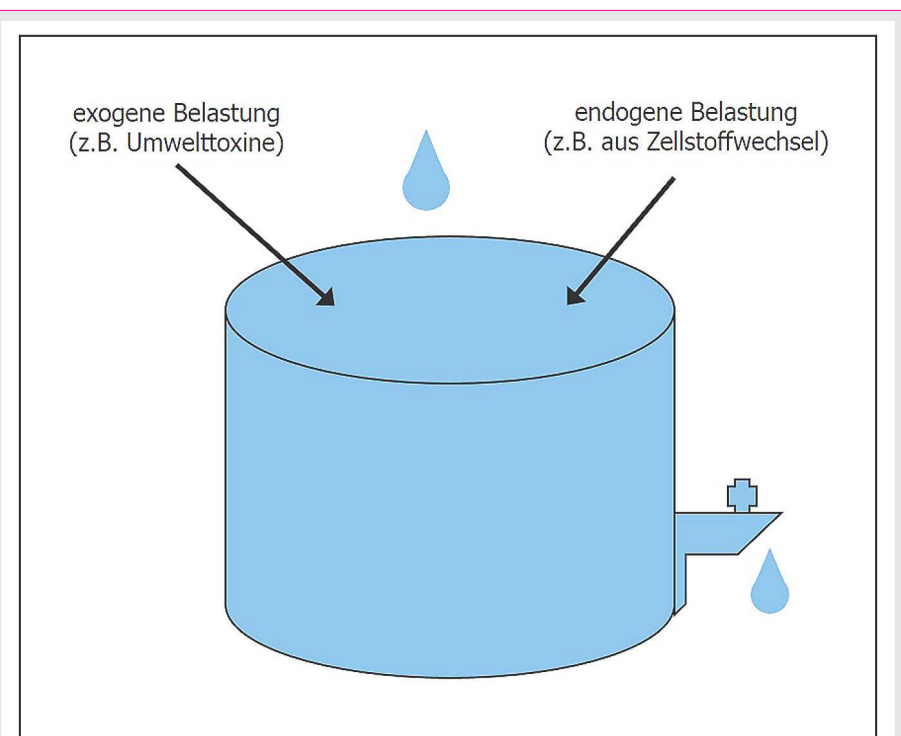 exogene Belastung
(z.B. Umwelttoxine)
endogene Belastung
(z.B. aus Zellstoffwechsel)